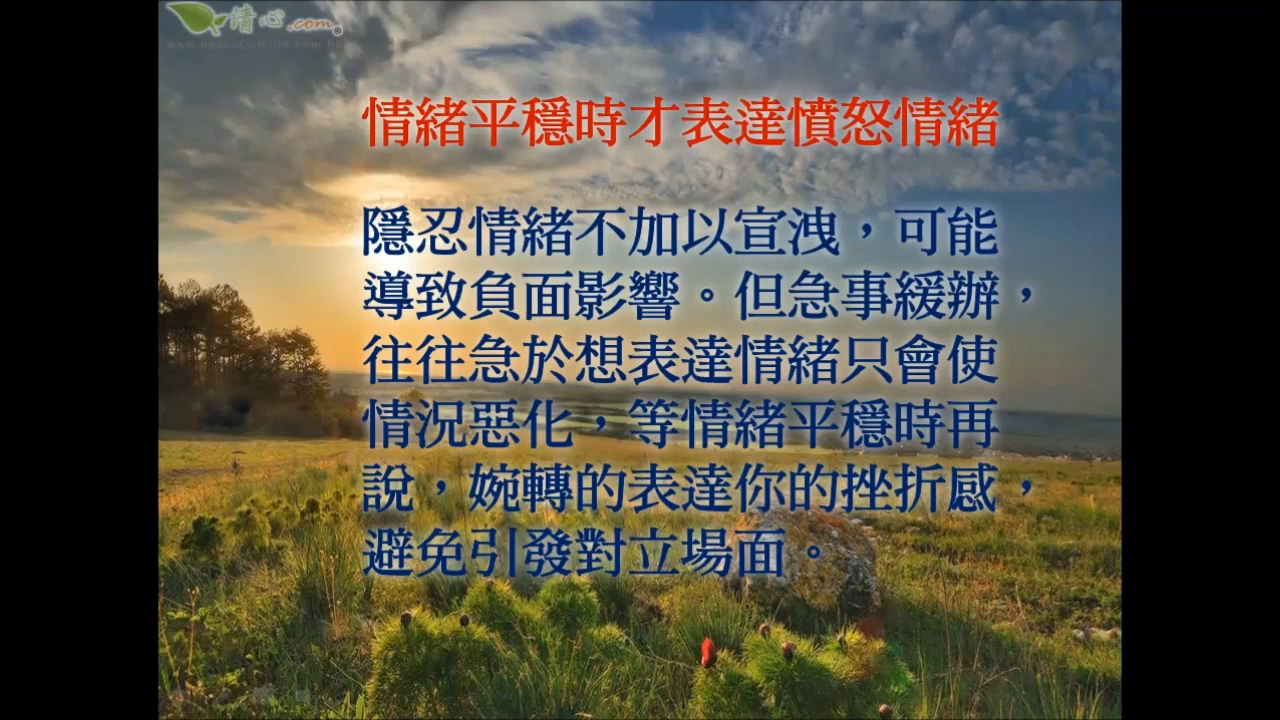 清心.com
情緒平穩時才表達憤怒情緒
隱忍情緒不加以宣洩，可能
導致負面影響。但急事緩辦，
往往急於想表達情緒只會使
情況惡化，等情緒平穩時再
說，婉轉的表達你的挫折感，
避免引發對立場面。